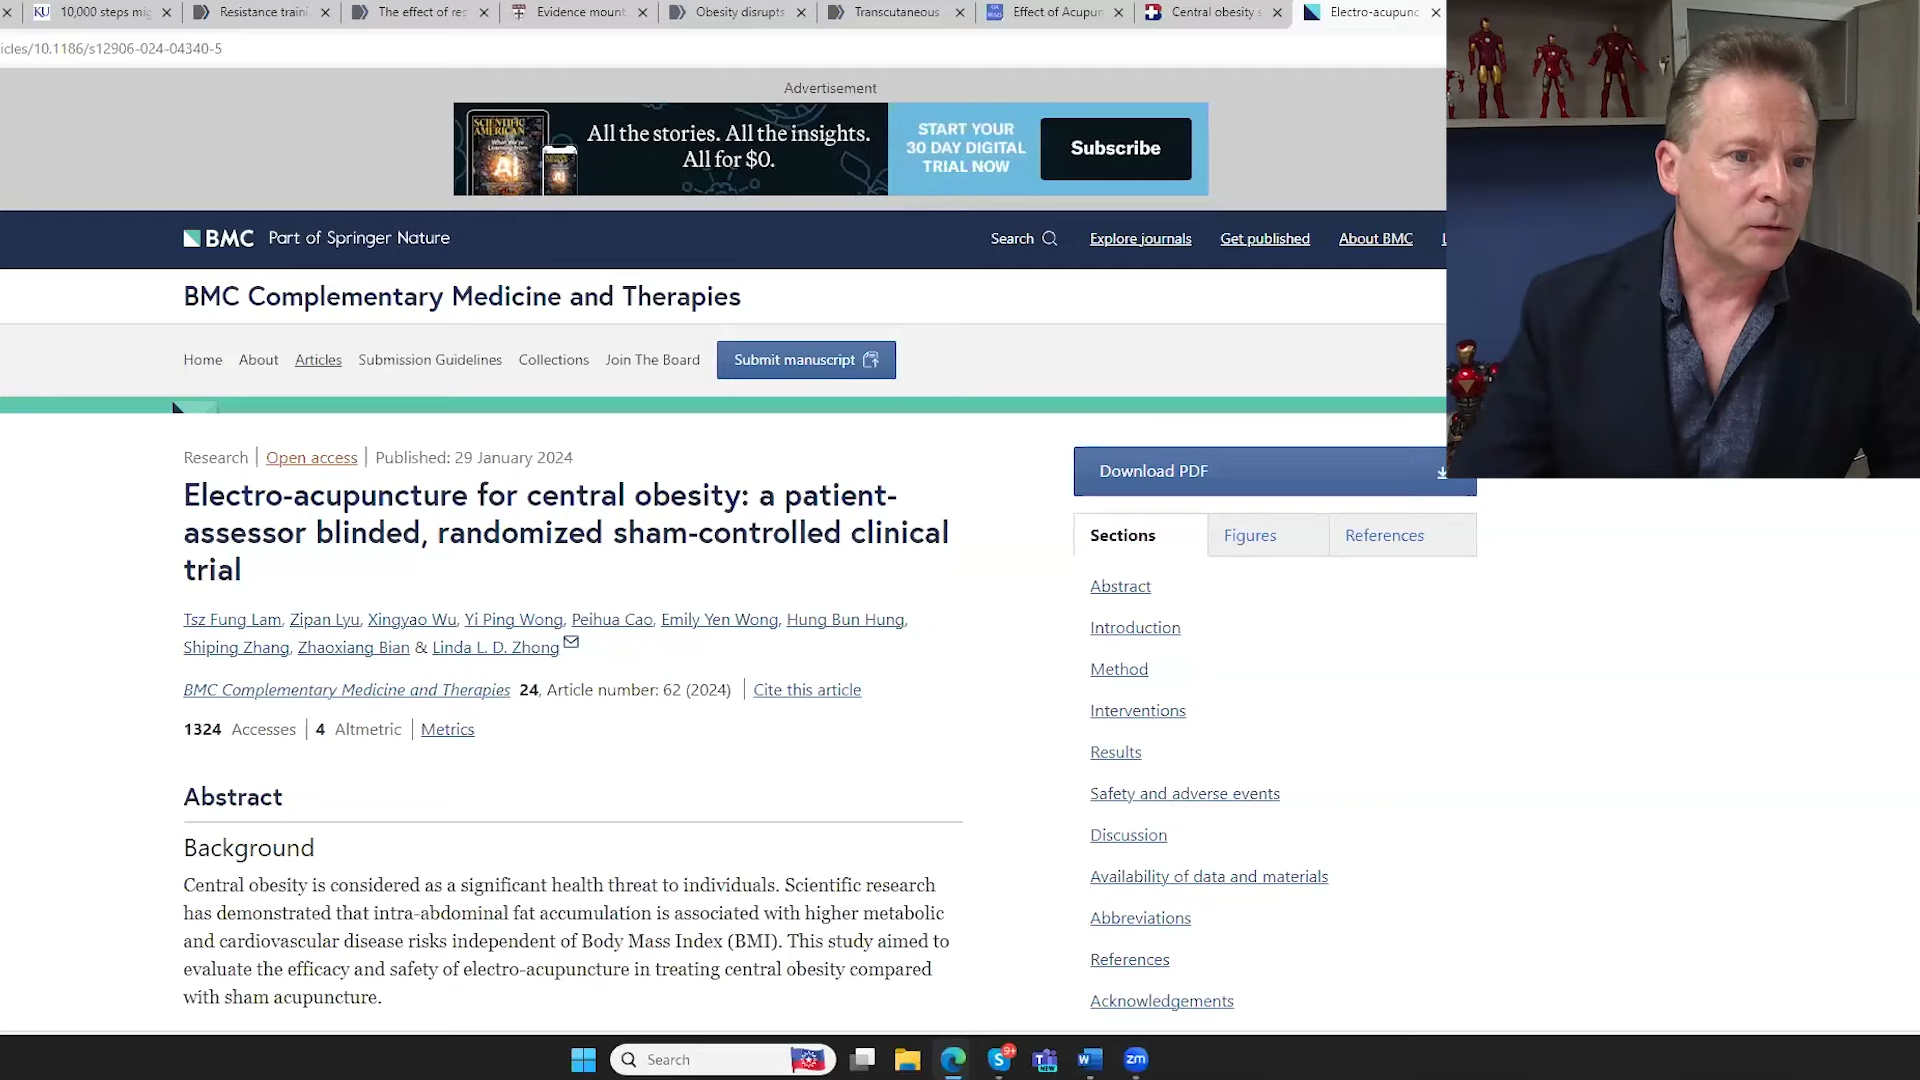 KU 10,000 steps mig
Resistance traini
The effect of res
Evidence mount
Obesity disrupts
Transcutaneous
Effect of Acupun
Central obesity s
Electro-acupunc
icles/10.1186/s12906-024-04340-5
Advertisement
SCIENTIFIC AMERICAN
AI
All the stories. All the insights.
All for $0.
START YOUR
30 DAY DIGITAL
TRIAL NOW
Subscribe
BMC Part of Springer Nature
Search
Explore journals
Get published
About BMC
BMC Complementary Medicine and Therapies
Home
About
Articles
Submission Guidelines
Collections
Join The Board
Submit manuscript
Research | Open access | Published: 29 January 2024
Electro-acupuncture for central obesity: a patient-
assessor blinded, randomized sham-controlled clinical
trial
Tsz Fung Lam, Zipan Lyu, Xingyao Wu, Yi Ping Wong, Peihua Cao, Emily Yen Wong, Hung Bun Hung,
Shiping Zhang, Zhaoxiang Bian & Linda L. D. Zhong
BMC Complementary Medicine and Therapies 24, Article number: 62 (2024) | Cite this article
1324 Accesses | 4 Altmetric | Metrics
Abstract
Background
Central obesity is considered as a significant health threat to individuals. Scientific research
has demonstrated that intra-abdominal fat accumulation is associated with higher metabolic
and cardiovascular disease risks independent of Body Mass Index (BMI). This study aimed to
evaluate the efficacy and safety of electro-acupuncture in treating central obesity compared
with sham acupuncture.
Download PDF
Sections
Figures
References
Abstract
Introduction
Method
Interventions
Results
Safety and adverse events
Discussion
Availability of data and materials
Abbreviations
References
Acknowledgements
Search
S 9+
T NEW
W
zm